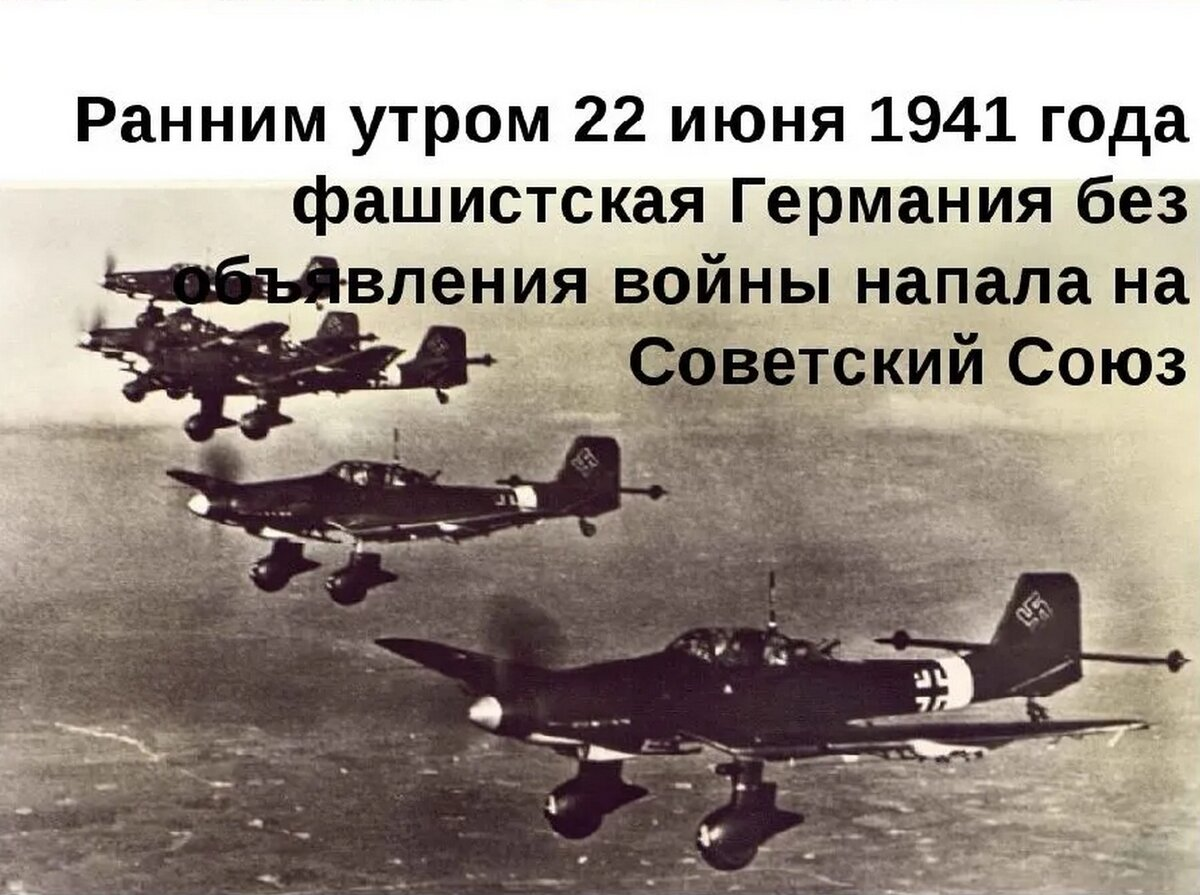 Ранним утром 22 июня 1941 года
фашистская Германия без
объявления войны напала на
Советский Союз